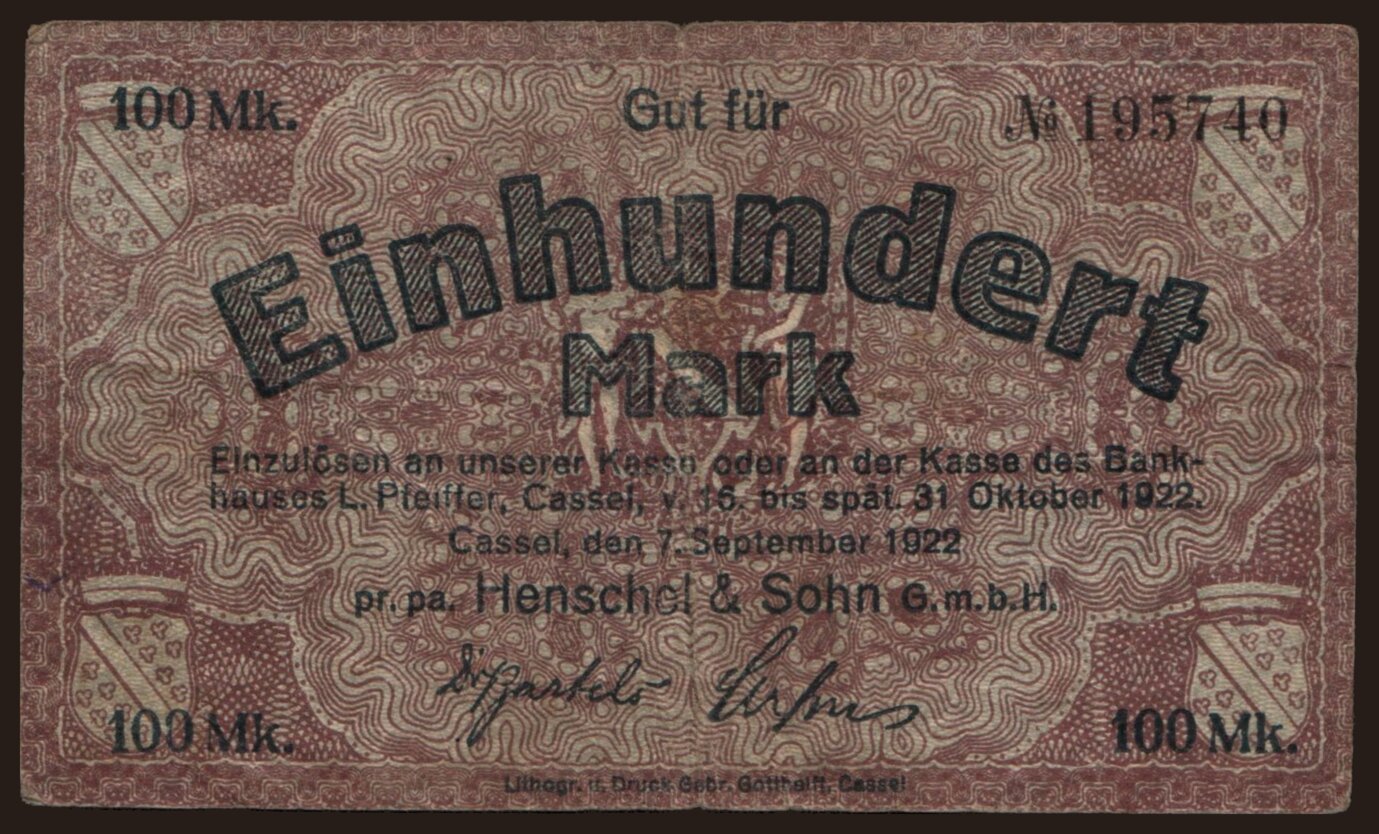 100 Mk. Gut für № 195740
Einhundert
Mark
Einzulösen an unserer Kasse oder an der Kasse des Bank-
hauses L. Pfeiffer, Cassel, v. 16. bis spät. 31 Oktober 1922.
Cassel, den 7. September 1922
pr. pa. Henschel & Sohn G.m.b.H.
100 Mk. 100 Mk.
Lithogr. u. Druck Gebr. Gotthelft, Cassel